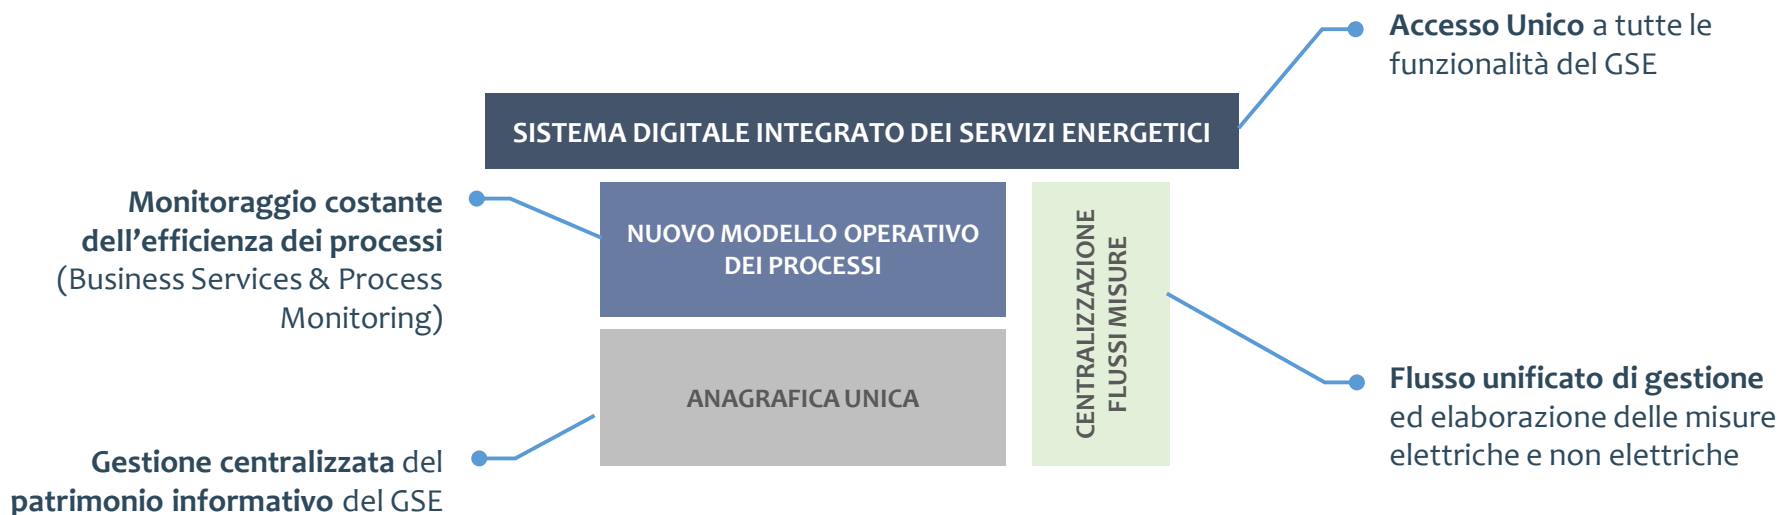 Accesso Unico a tutte le
funzionalità del GSE
SISTEMA DIGITALE INTEGRATO DEI SERVIZI ENERGETICI
Monitoraggio costante
dell’efficienza dei processi
(Business Services & Process
Monitoring)
NUOVO MODELLO OPERATIVO
DEI PROCESSI
CENTRALIZZAZIONE
FLUSSI MISURE
ANAGRAFICA UNICA
Flusso unificato di gestione
ed elaborazione delle misure
elettriche e non elettriche
Gestione centralizzata del
patrimonio informativo del GSE